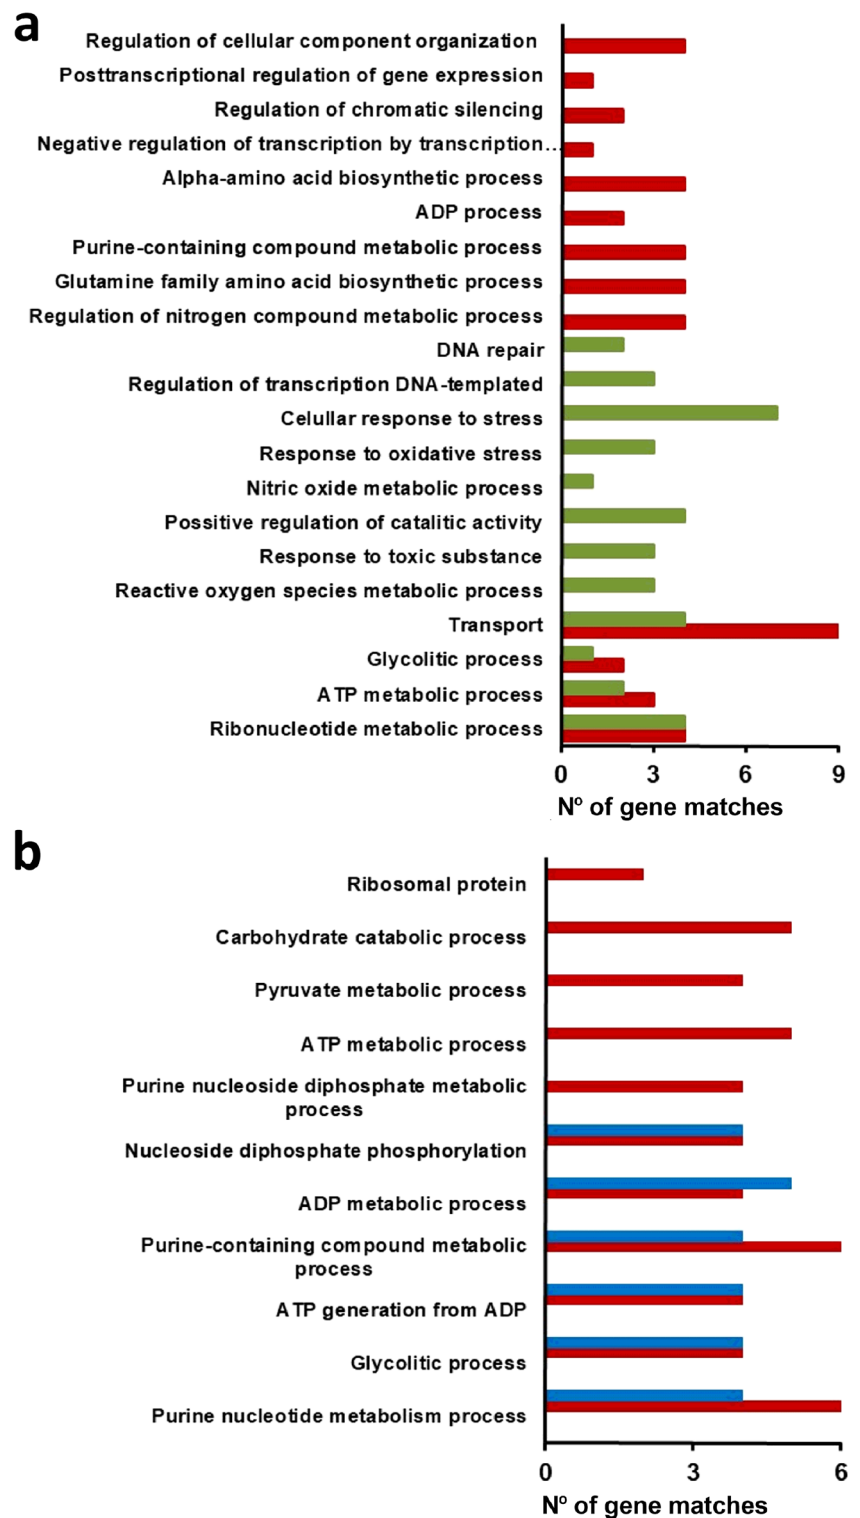 a
Regulation of cellular component organization
Posttranscriptional regulation of gene expression
Regulation of chromatic silencing
Negative regulation of transcription by transcription...
Alpha-amino acid biosynthetic process
ADP process
Purine-containing compound metabolic process
Glutamine family amino acid biosynthetic process
Regulation of nitrogen compound metabolic process
DNA repair
Regulation of transcription DNA-templated
Celullar response to stress
Response to oxidative stress
Nitric oxide metabolic process
Possitive regulation of catalitic activity
Response to toxic substance
Reactive oxygen species metabolic process
Transport
Glycolitic process
ATP metabolic process
Ribonucleotide metabolic process
0 3 6 9
Nº of gene matches
b
Ribosomal protein
Carbohydrate catabolic process
Pyruvate metabolic process
ATP metabolic process
Purine nucleoside diphosphate metabolic
process
Nucleoside diphosphate phosphorylation
ADP metabolic process
Purine-containing compound metabolic
process
ATP generation from ADP
Glycolitic process
Purine nucleotide metabolism process
0 3 6
Nº of gene matches